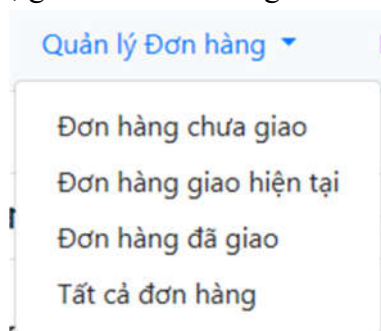 Quản lý Đơn hàng
Đơn hàng chưa giao
Đơn hàng giao hiện tại
Đơn hàng đã giao
Tất cả đơn hàng